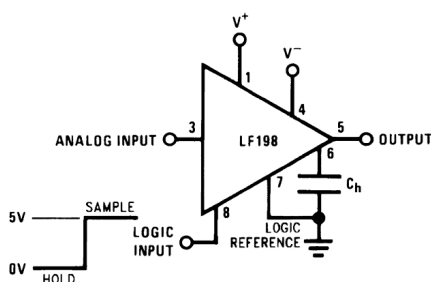 V+
V−
1
4
3
5
ANALOG INPUT
LF198
OUTPUT
6
7
Ch
8
SAMPLE
5V
LOGIC
INPUT
LOGIC
REFERENCE
0V
HOLD